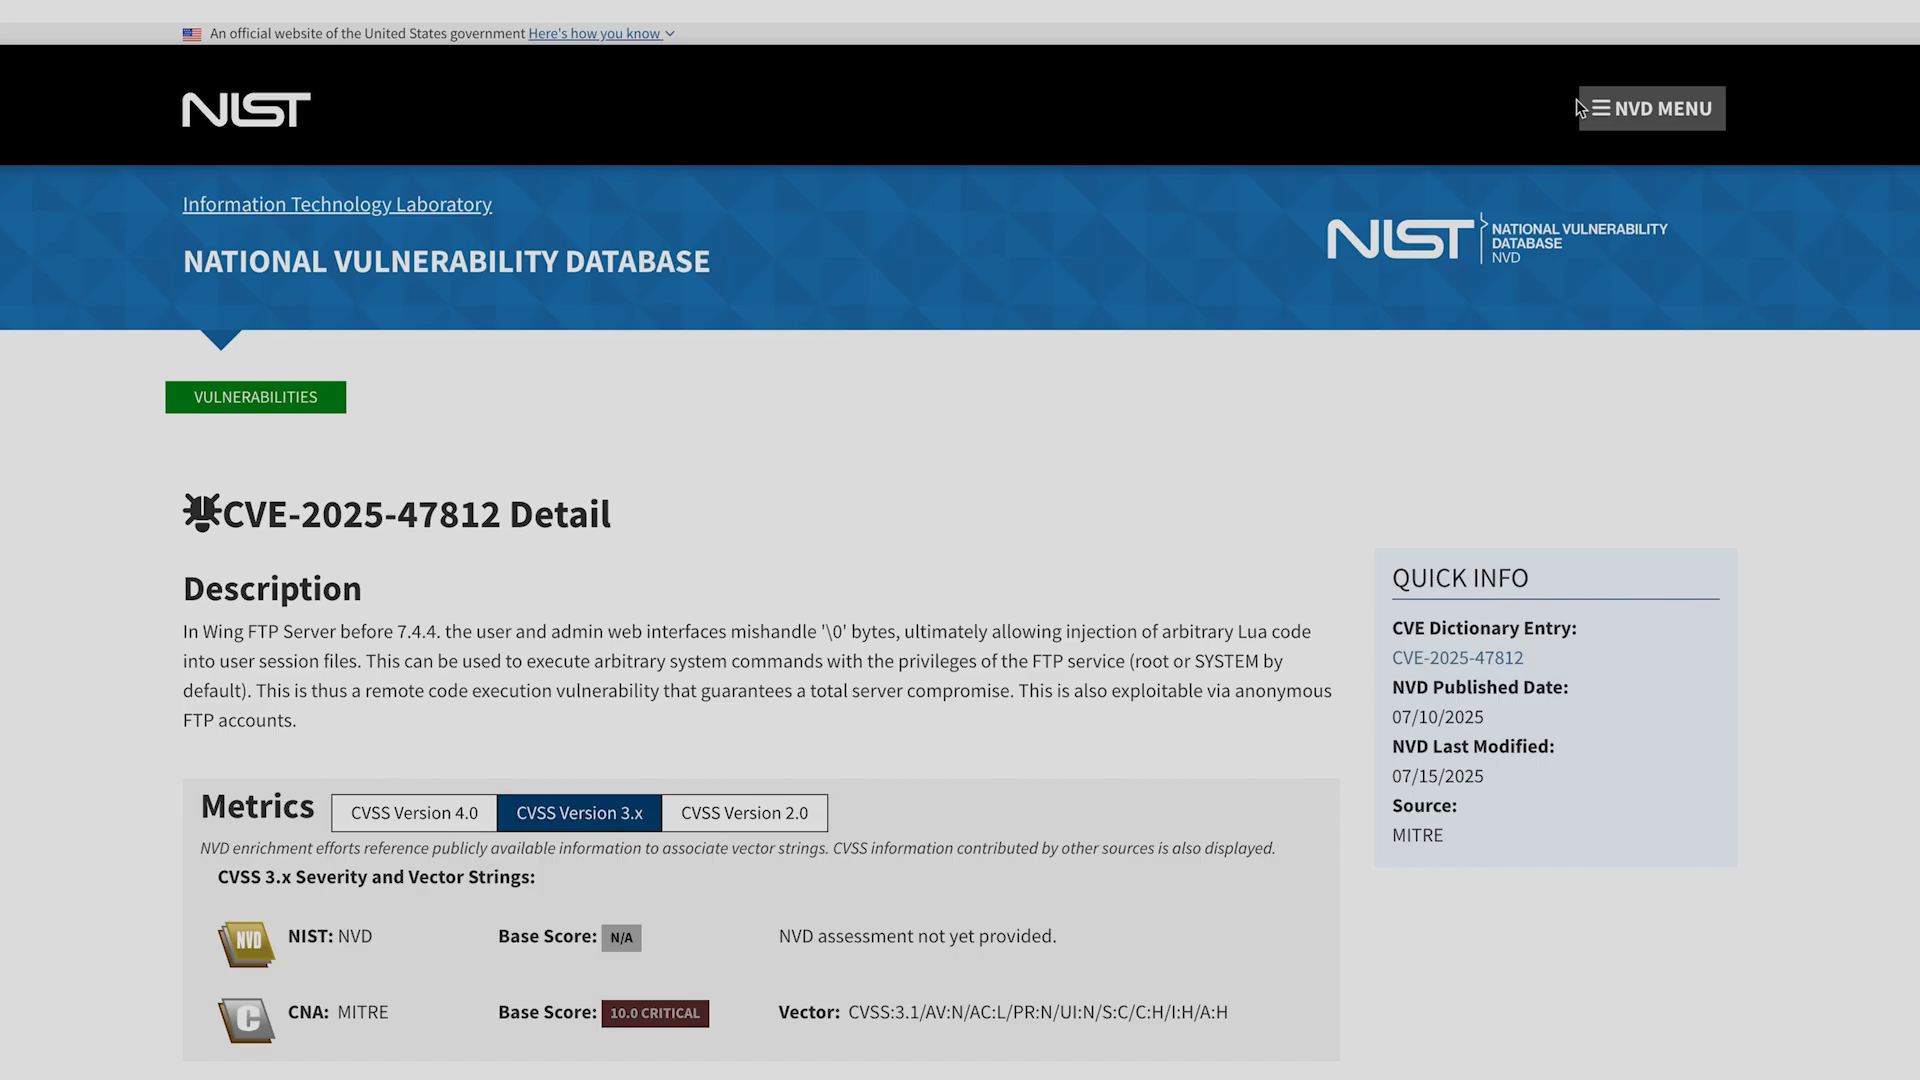 An official website of the United States government Here's how you know
NIST
NVD MENU
Information Technology Laboratory
NATIONAL VULNERABILITY DATABASE
NIST
NATIONAL VULNERABILITY
DATABASE
NVD
VULNERABILITIES
CVE-2025-47812 Detail
Description
In Wing FTP Server before 7.4.4. the user and admin web interfaces mishandle '\0' bytes, ultimately allowing injection of arbitrary Lua code
into user session files. This can be used to execute arbitrary system commands with the privileges of the FTP service (root or SYSTEM by
default). This is thus a remote code execution vulnerability that guarantees a total server compromise. This is also exploitable via anonymous
FTP accounts.
Metrics
CVSS Version 4.0
CVSS Version 3.x
CVSS Version 2.0
NVD enrichment efforts reference publicly available information to associate vector strings. CVSS information contributed by other sources is also displayed.
CVSS 3.x Severity and Vector Strings:
NVD
NIST: NVD
Base Score: N/A
NVD assessment not yet provided.
C
CNA: MITRE
Base Score: 10.0 CRITICAL
Vector: CVSS:3.1/AV:N/AC:L/PR:N/UI:N/S:C/C:H/I:H/A:H
QUICK INFO
CVE Dictionary Entry:
CVE-2025-47812
NVD Published Date:
07/10/2025
NVD Last Modified:
07/15/2025
Source:
MITRE